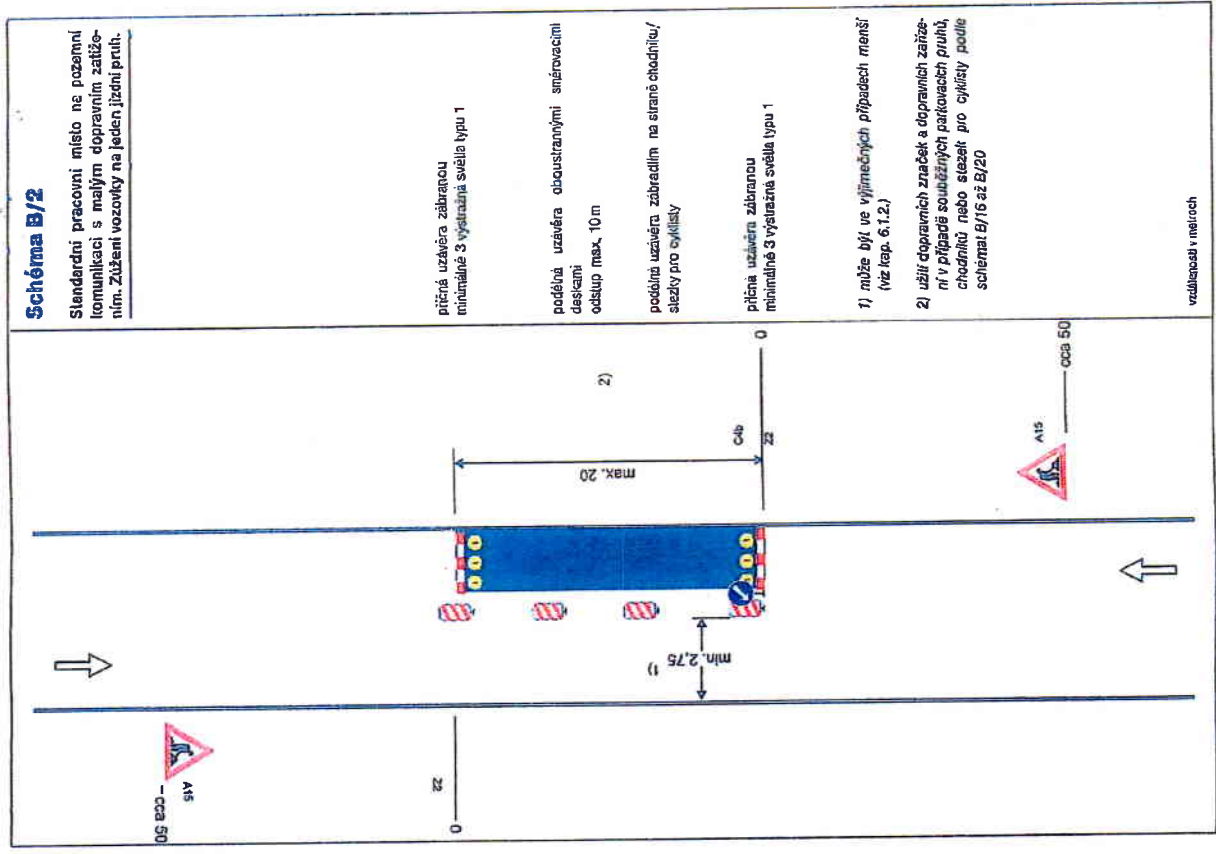 Schéma B/2
Standardní pracovní místo na pozemní
komunikaci s malým dopravním zatíže-
ním. Zúžení vozovky na jeden jízdní pruh.
příčná uzávěra zábranou
minimálně 3 výstražná světla typu 1
podélná uzávěra oboustrannými směrovacími
deskami
odstup max. 10 m
podélná uzávěra zábradlím na straně chodníku/
stezky pro cyklisty
příčná uzávěra zábranou
minimálně 3 výstražná světla typu 1
1) může být ve výjimečných případech menší
(viz kap. 6.1.2.)
2) užití dopravních značek a dopravních zaříze-
ní v případě souběžných parkovacích pruhů,
chodníků nebo stezek pro cyklisty podle
schémat B/16 až B/20
vzdálenosti v metrech
cca 50
A15
Z2
0
max. 20
2)
min. 2,75 1)
C4b
Z2
0
A15
cca 50